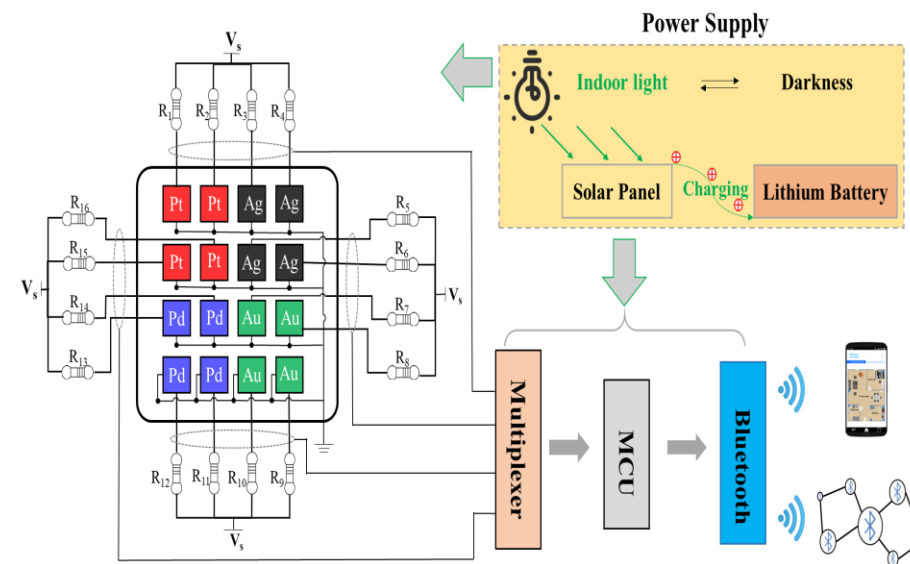 Power Supply
Vs
Indoor light
Darkness
R1
R2
R3
R4
Solar Panel
Charging
Lithium Battery
Pt Pt Ag Ag
R16
R5
R15
Pt Pt Ag Ag
R6
Vs
Vs
R14
Pd Pd Au Au
R7
R13
R8
Pd Pd Au Au
Multiplexer
MCU
Bluetooth
R12
R11
R10
R9
Vs